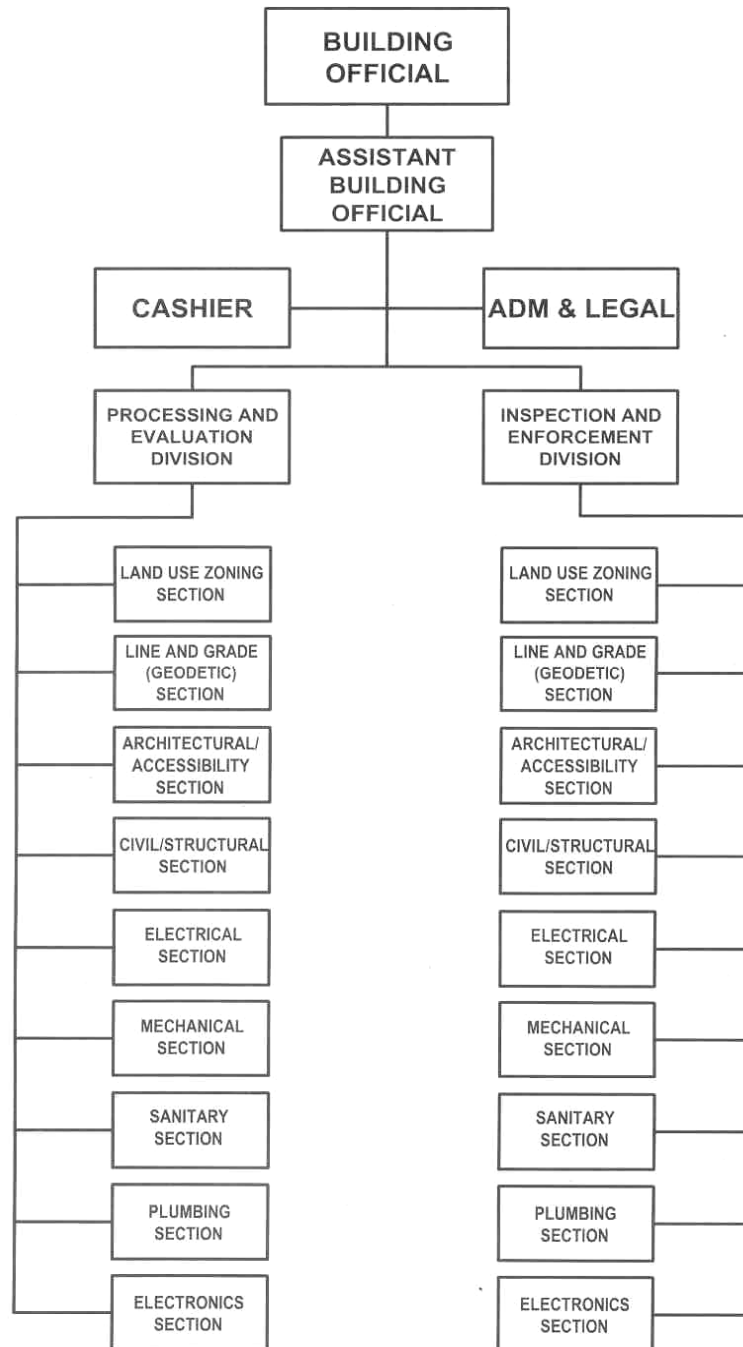 BUILDING
OFFICIAL
ASSISTANT
BUILDING
OFFICIAL
CASHIER
ADM & LEGAL
PROCESSING AND
EVALUATION
DIVISION
INSPECTION AND
ENFORCEMENT
DIVISION
LAND USE ZONING
SECTION
LINE AND GRADE
(GEODETIC)
SECTION
ARCHITECTURAL/
ACCESSIBILITY
SECTION
CIVIL/STRUCTURAL
SECTION
ELECTRICAL
SECTION
MECHANICAL
SECTION
SANITARY
SECTION
PLUMBING
SECTION
ELECTRONICS
SECTION
LAND USE ZONING
SECTION
LINE AND GRADE
(GEODETIC)
SECTION
ARCHITECTURAL/
ACCESSIBILITY
SECTION
CIVIL/STRUCTURAL
SECTION
ELECTRICAL
SECTION
MECHANICAL
SECTION
SANITARY
SECTION
PLUMBING
SECTION
ELECTRONICS
SECTION